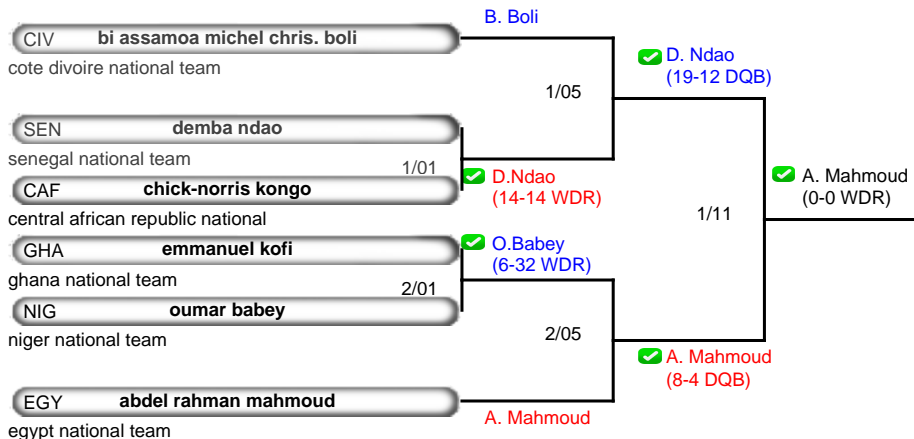 B. Boli
CIV bi assamoa michel chris. boli
cote divoire national team
D. Ndao
(19-12 DQB)
1/05
SEN demba ndao
senegal national team
1/01
CAF chick-norris kongo
central african republic national
D.Ndao
(14-14 WDR)
A. Mahmoud
(0-0 WDR)
1/11
GHA emmanuel kofi
ghana national team
O.Babey
(6-32 WDR)
2/01
NIG oumar babey
niger national team
2/05
A. Mahmoud
(8-4 DQB)
EGY abdel rahman mahmoud
egypt national team
A. Mahmoud